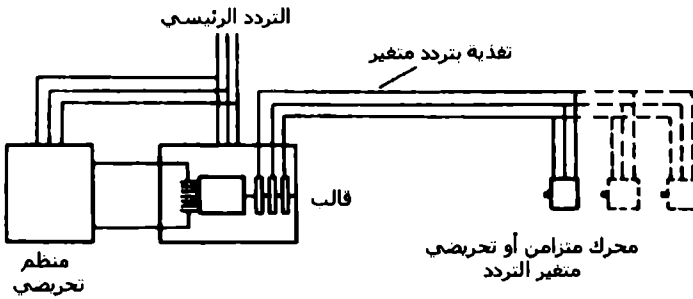 التردد الرئيسي
تغذية بتردد متغير
قالب
منظم
تحريضي
محرك متزامن أو تحريضي
متغير التردد